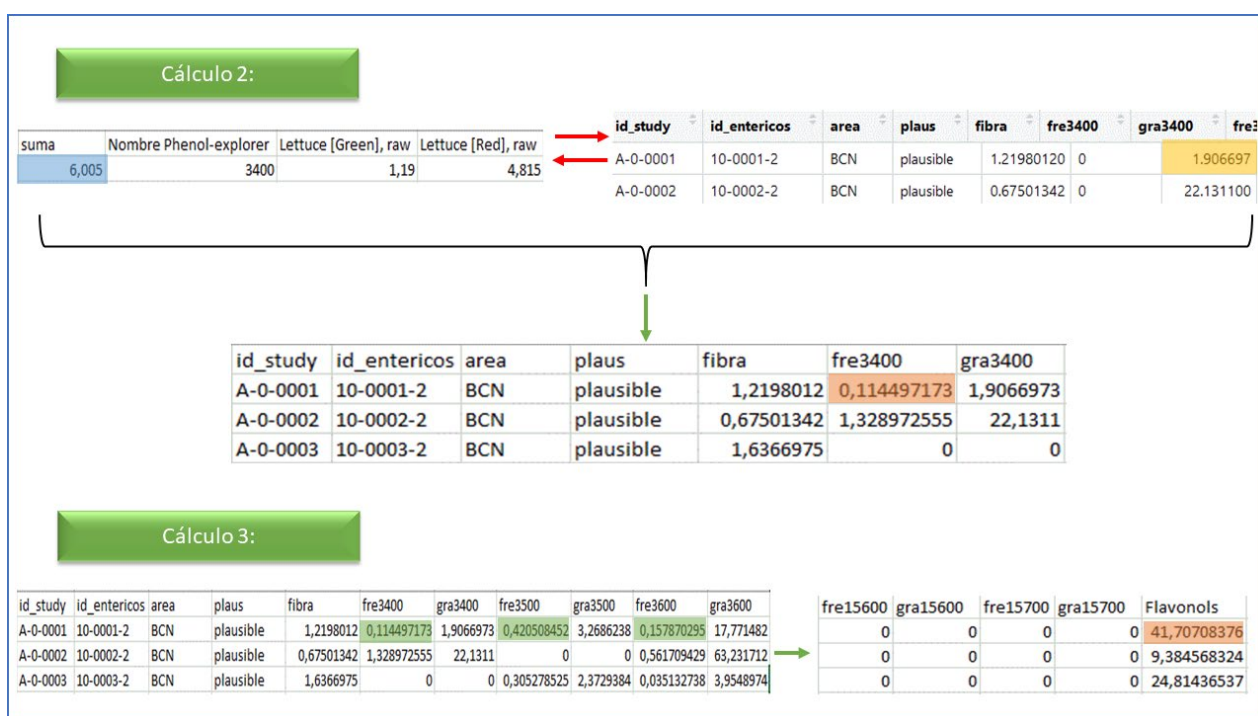 Cálculo 2:
suma Nombre Phenol-explorer Lettuce [Green], raw Lettuce [Red], raw
6,005 3400 1,19 4,815
id_study id_entericos area plaus fibra fre3400 gra3400 fre3
A-0-0001 10-0001-2 BCN plausible 1.21980120 0 1.906697
A-0-0002 10-0002-2 BCN plausible 0.67501342 0 22.131100
id_study id_entericos area plaus fibra fre3400 gra3400
A-0-0001 10-0001-2 BCN plausible 1,2198012 0,114497173 1,9066973
A-0-0002 10-0002-2 BCN plausible 0,67501342 1,328972555 22,1311
A-0-0003 10-0003-2 BCN plausible 1,6366975 0 0
Cálculo 3:
id_study id_entericos area plaus fibra fre3400 gra3400 fre3500 gra3500 fre3600 gra3600
A-0-0001 10-0001-2 BCN plausible 1,2198012 0,114497173 1,9066973 0,420508452 3,2686238 0,157870295 17,771482
A-0-0002 10-0002-2 BCN plausible 0,67501342 1,328972555 22,1311 0 0 0,561709429 63,231712
A-0-0003 10-0003-2 BCN plausible 1,6366975 0 0 0,305278525 2,3729384 0,035132738 3,9548974
fre15600 gra15600 fre15700 gra15700 Flavonols
0 0 0 0 41,70708376
0 0 0 0 9,384568324
0 0 0 0 24,81436537